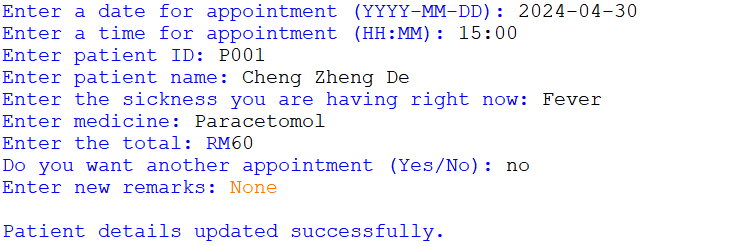 Enter a date for appointment (YYYY-MM-DD): 2024-04-30
Enter a time for appointment (HH:MM): 15:00
Enter patient ID: P001
Enter patient name: Cheng Zheng De
Enter the sickness you are having right now: Fever
Enter medicine: Paracetomol
Enter the total: RM60
Do you want another appointment (Yes/No): no
Enter new remarks: None
Patient details updated successfully.